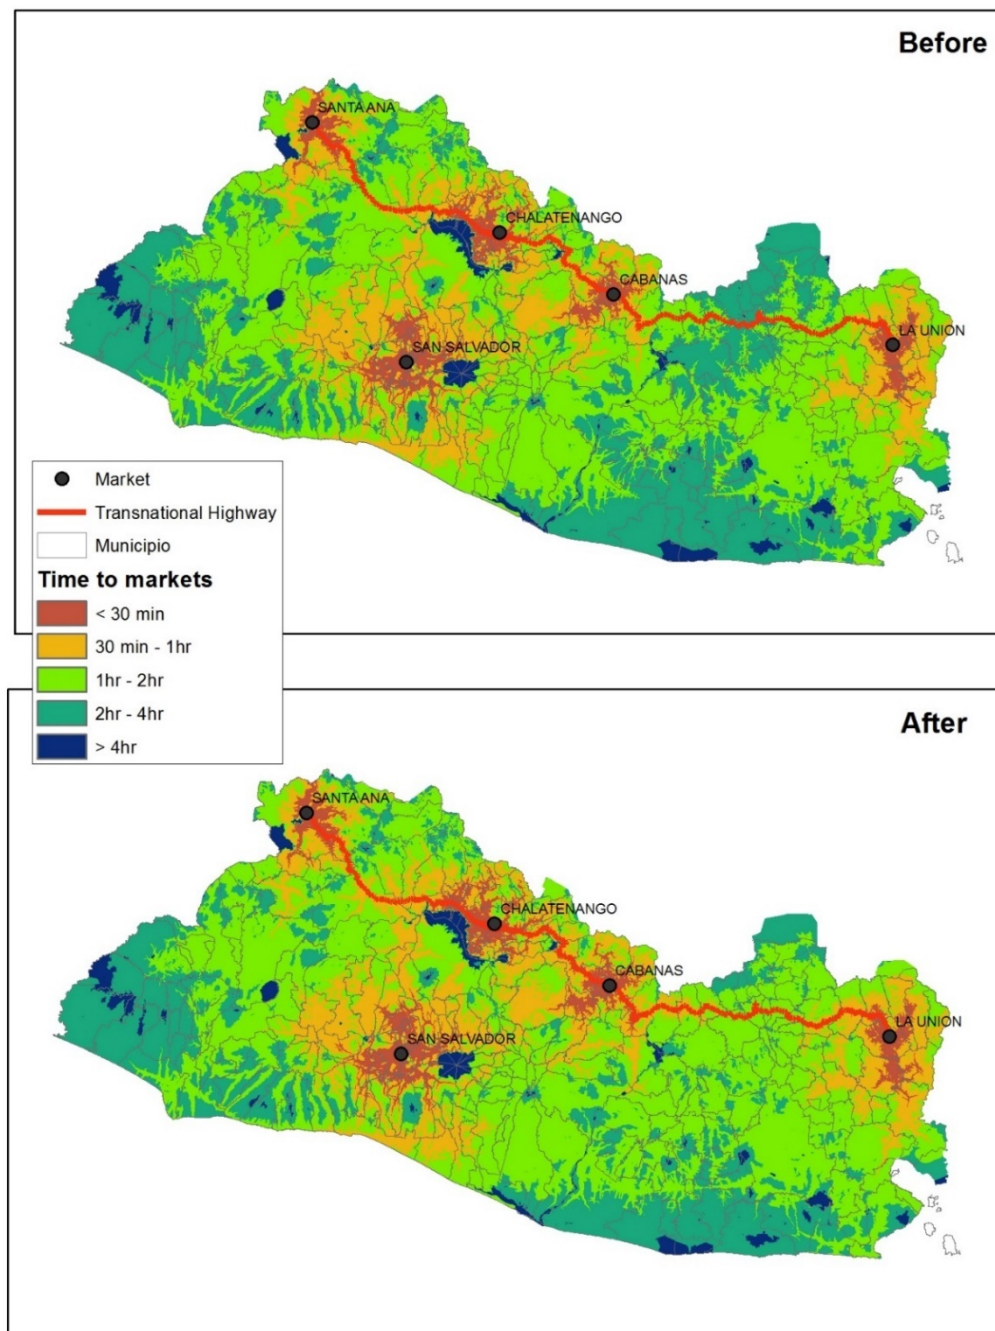 Before
SANTA ANA
CHALATENANGO
CABANAS
LA UNION
SAN SALVADOR
Market
Transnational Highway
Municipio
Time to markets
< 30 min
30 min - 1hr
1hr - 2hr
2hr - 4hr
> 4hr
After
SANTA ANA
CHALATENANGO
CABANAS
LA UNION
SAN SALVADOR